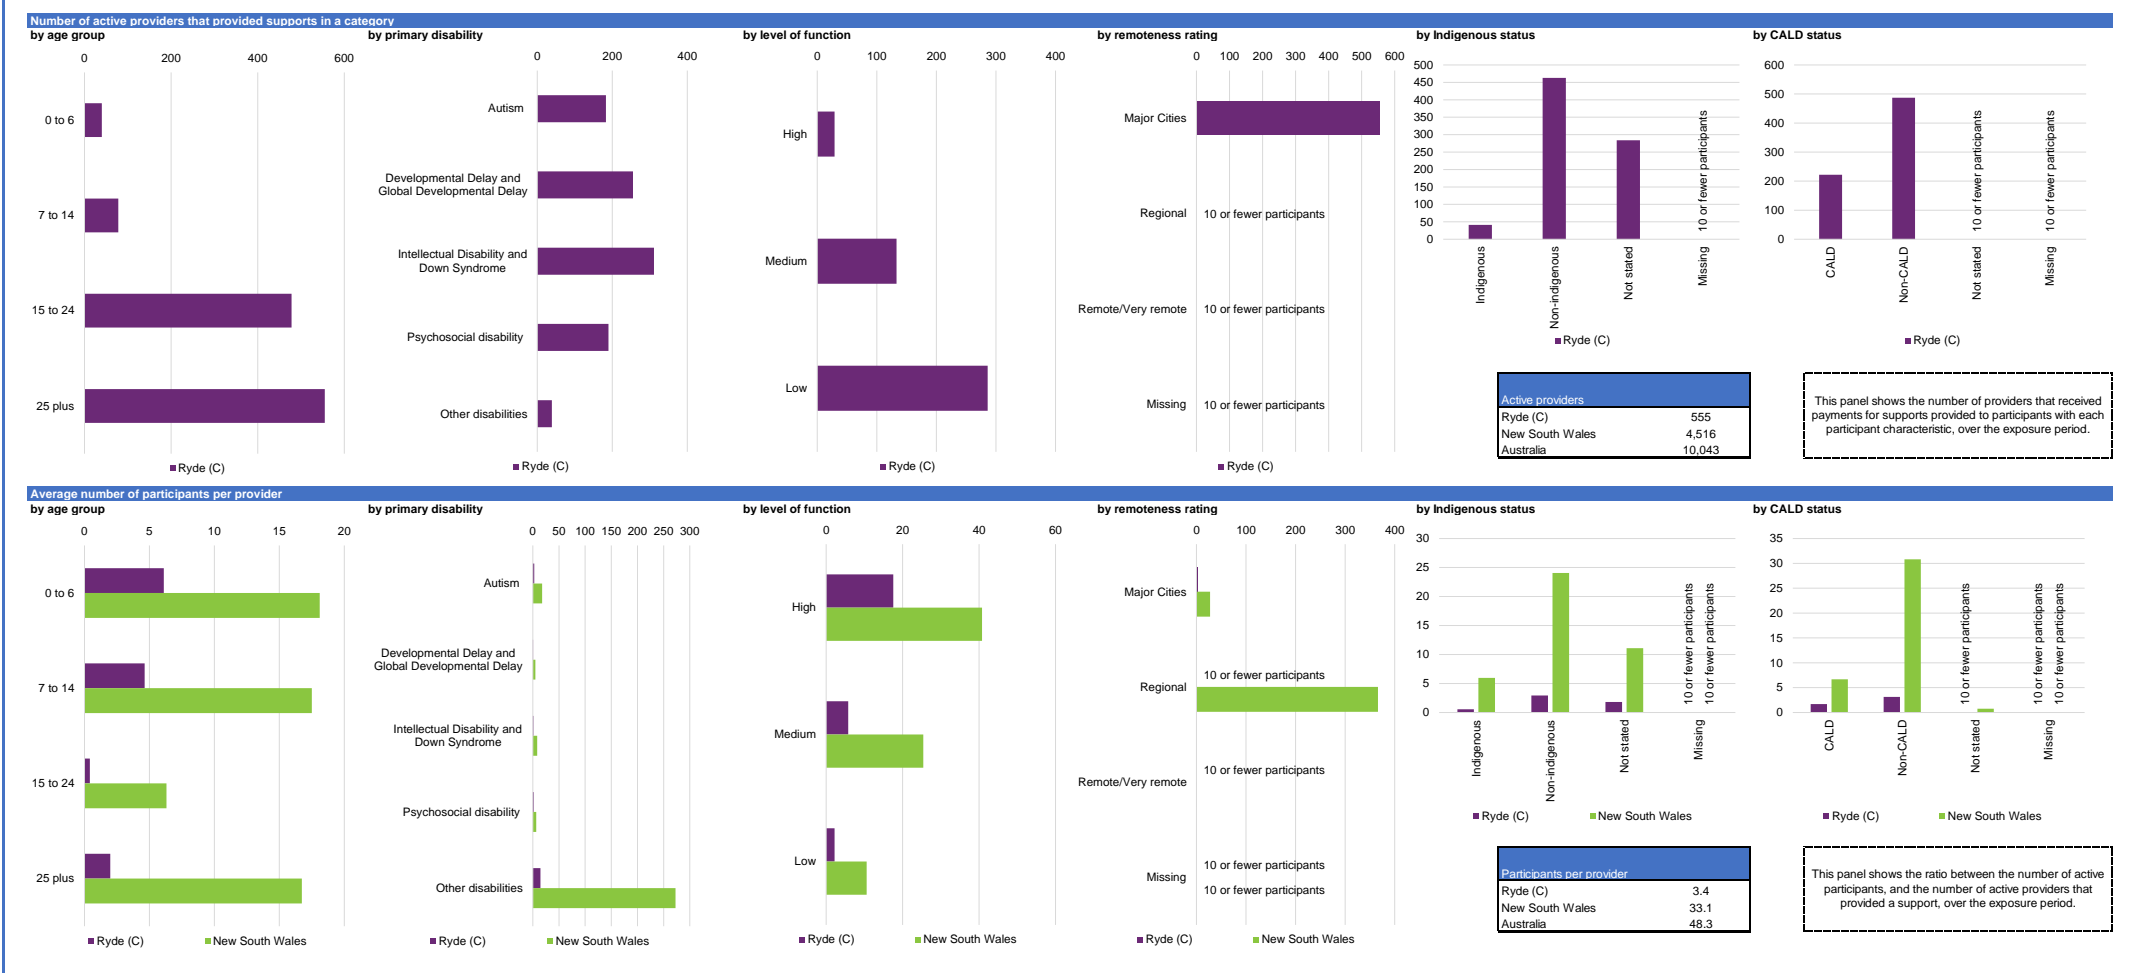 Number of active providers that provided supports in a category
by age group
0 200 400 600
0 to 6
7 to 14
15 to 24
25 plus
Ryde (C)
by primary disability
0 200 400
Autism
Developmental Delay and
Global Developmental Delay
Intellectual Disability and
Down Syndrome
Psychosocial disability
Other disabilities
Ryde (C)
by level of function
0 100 200 300 400
High
Medium
Low
Ryde (C)
by remoteness rating
0 100 200 300 400 500 600
Major Cities
Regional 10 or fewer participants
Remote/Very remote 10 or fewer participants
Missing 10 or fewer participants
Ryde (C)
by Indigenous status
500
450
400
350
300
250
200
150
100
50
0
10 or fewer participants
Indigenous
Non-indigenous
Not stated
Missing
Ryde (C)
by CALD status
600
500
400
300
200
100
0
10 or fewer participants
10 or fewer participants
CALD
Non-CALD
Not stated
Missing
Ryde (C)
Active providers
Ryde (C) 555
New South Wales 4,516
Australia 10,043
This panel shows the number of providers that received
payments for supports provided to participants with each
participant characteristic, over the exposure period.
Average number of participants per provider
by age group
0 5 10 15 20
0 to 6
7 to 14
15 to 24
25 plus
Ryde (C) New South Wales
by primary disability
0 50 100 150 200 250 300
Autism
Developmental Delay and
Global Developmental Delay
Intellectual Disability and
Down Syndrome
Psychosocial disability
Other disabilities
Ryde (C) New South Wales
by level of function
0 20 40 60
High
Medium
Low
Ryde (C) New South Wales
by remoteness rating
0 100 200 300 400
Major Cities
10 or fewer participants
Regional
10 or fewer participants
Remote/Very remote
10 or fewer participants
Missing
10 or fewer participants
Ryde (C) New South Wales
by Indigenous status
30
25
20
15
10
5
0
10 or fewer participants
10 or fewer participants
Indigenous
Non-indigenous
Not stated
Missing
Ryde (C) New South Wales
by CALD status
35
30
25
20
15
10
5
0
10 or fewer participants
10 or fewer participants
10 or fewer participants
CALD
Non-CALD
Not stated
Missing
Ryde (C) New South Wales
Participants per provider
Ryde (C) 3.4
New South Wales 33.1
Australia 48.3
This panel shows the ratio between the number of active
participants, and the number of active providers that
provided a support, over the exposure period.